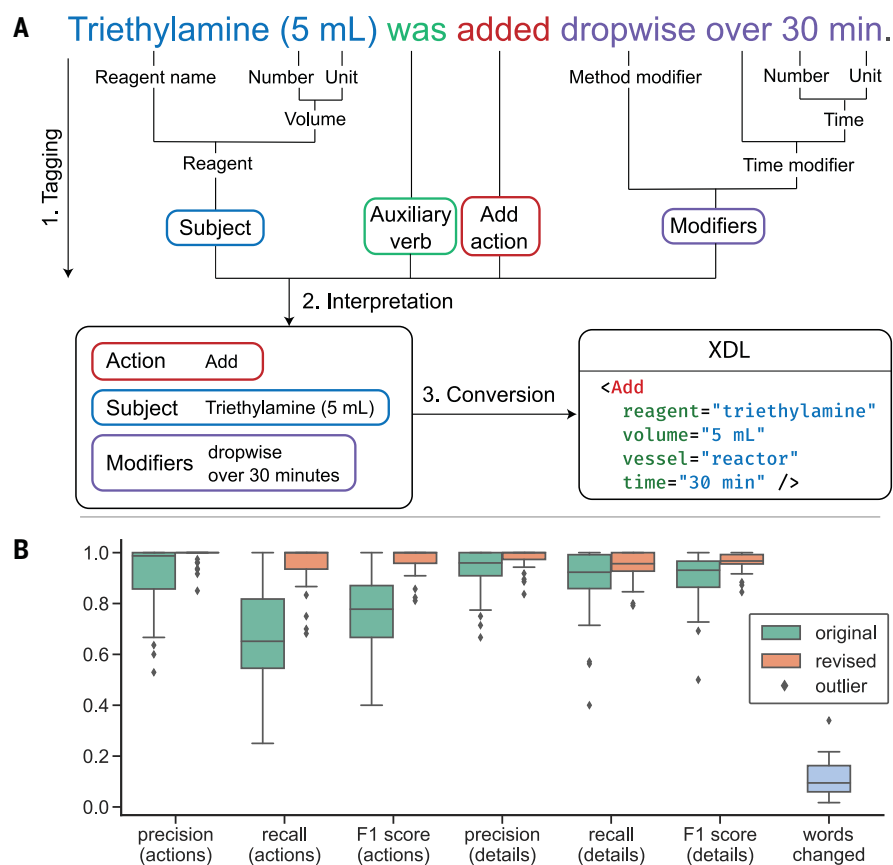 A
Triethylamine (5 mL) was added dropwise over 30 min.
Reagent name Number Unit Method modifier Number Unit
Volume Time
Reagent Time modifier
1. Tagging
Subject Auxiliary verb Add action Modifiers
2. Interpretation
Action Add
Subject Triethylamine (5 mL)
Modifiers dropwise
over 30 minutes
3. Conversion
XDL
<Add
reagent="triethylamine"
volume="5 mL"
vessel="reactor"
time="30 min" />
B
1.0
0.8
0.6
0.4
0.2
0.0
original
revised
outlier
precision (actions)
recall (actions)
F1 score (actions)
precision (details)
recall (details)
F1 score (details)
words changed